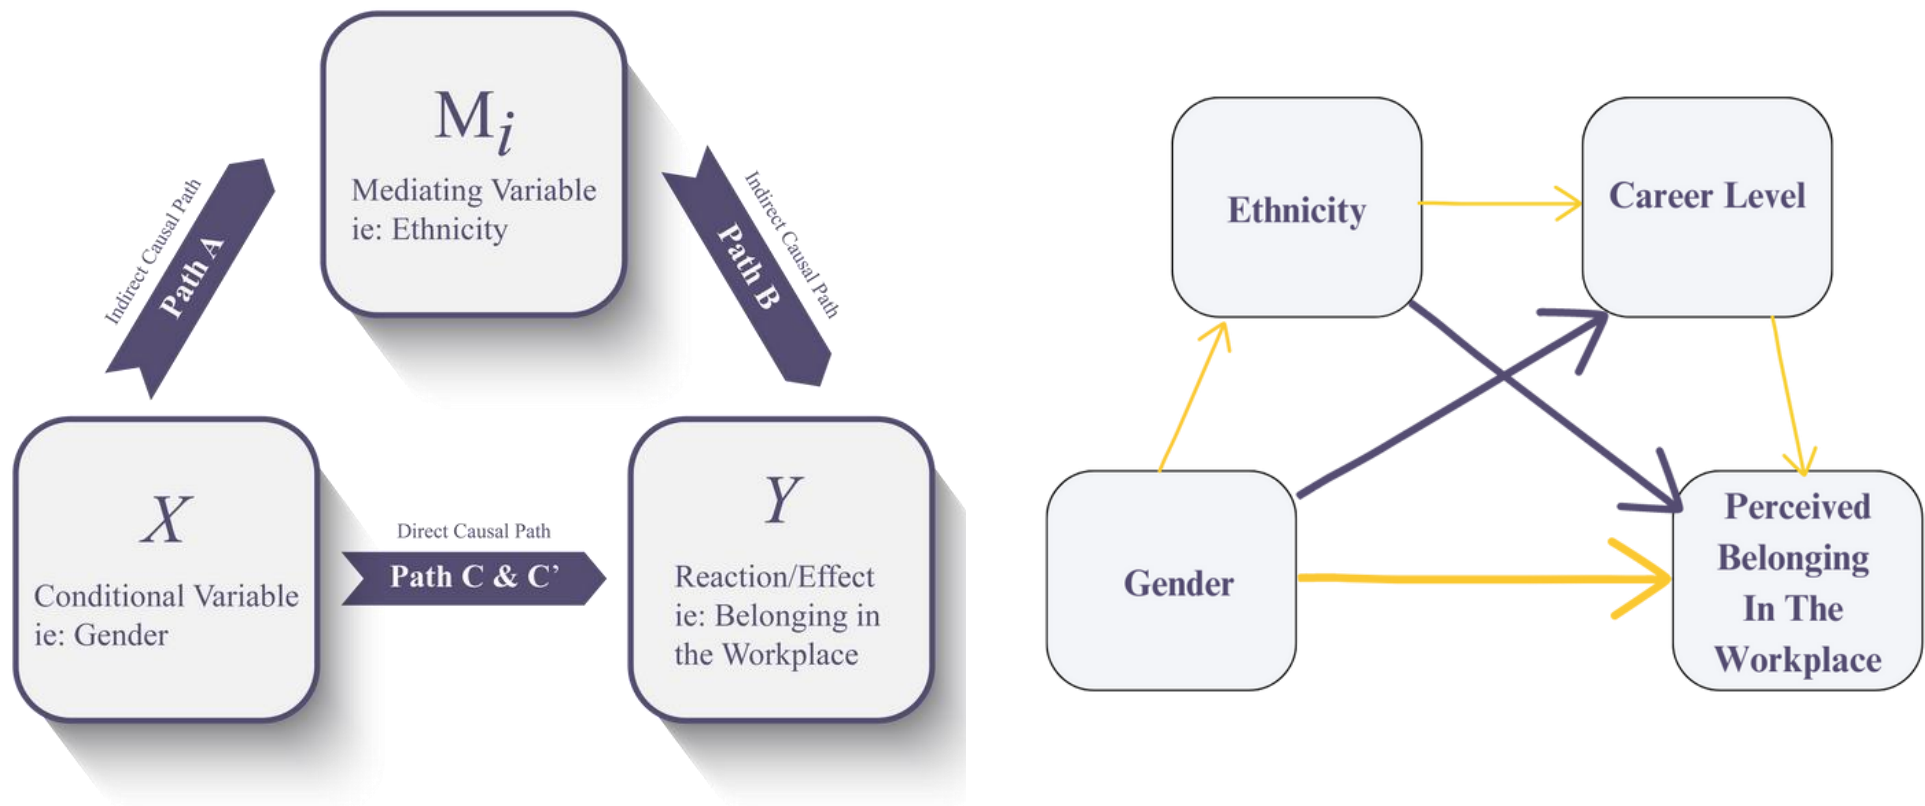 M𝑖
Mediating Variable
ie: Ethnicity
Indirect Causal Path
Path A
Indirect Causal Path
Path B
X
Conditional Variable
ie: Gender
Direct Causal Path
Path C & C’
Y
Reaction/Effect
ie: Belonging in
the Workplace
Ethnicity
Career Level
Gender
Perceived
Belonging
In The
Workplace